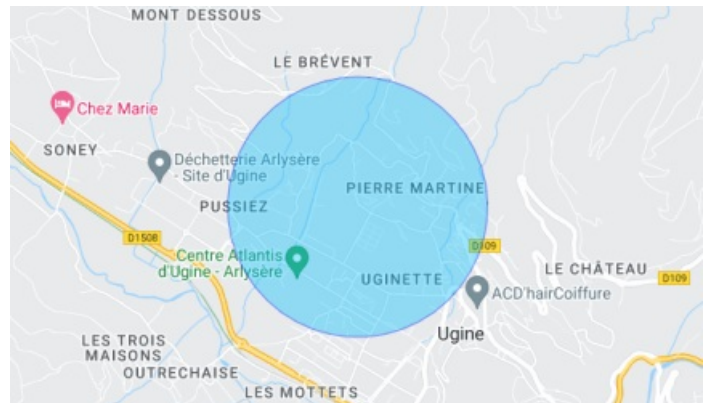 MONT DESSOUS
LE BRÉVENT
Chez Marie
SONEY
Déchetterie Arlysère
- Site d'Ugine
PIERRE MARTINE
PUSSIEZ
D1508
D109
Centre Atlantis
d'Ugine - Arlysère
LE CHÂTEAU
D109
UGINETTE
ACD'hairCoiffure
Ugine
LES TROIS
MAISONS
OUTRECHAISE
LES MOTTETS